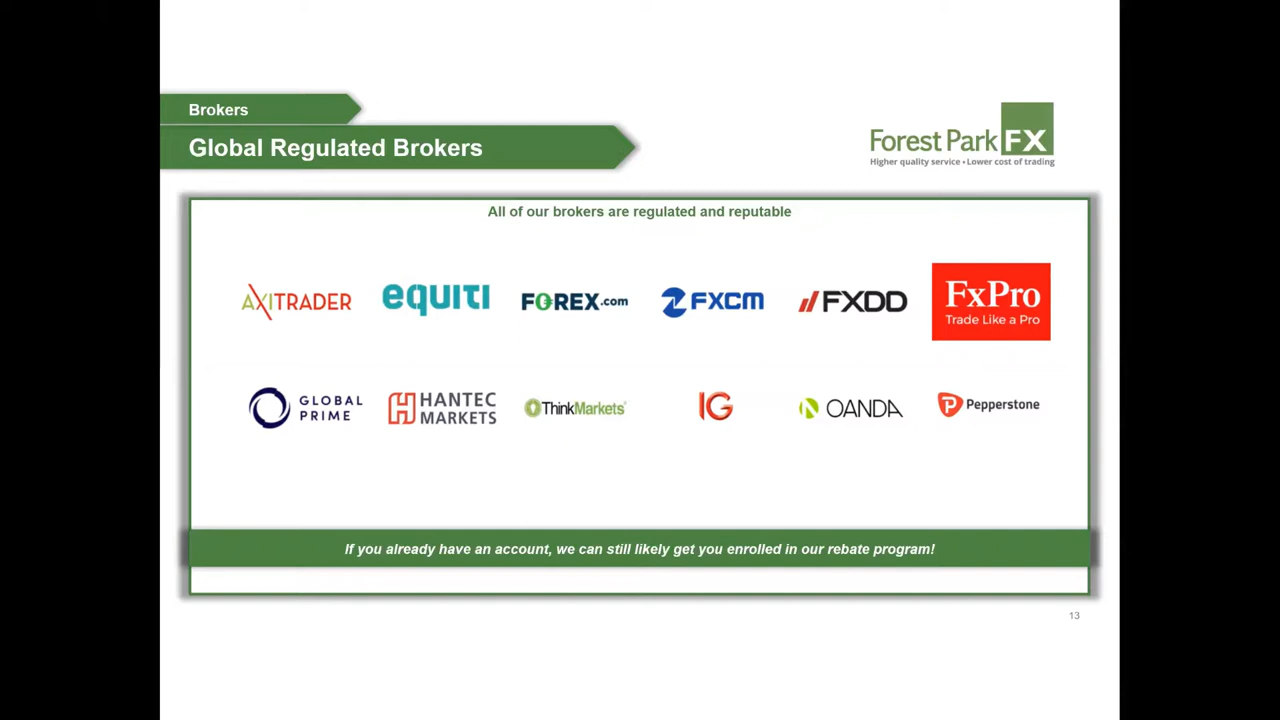 Brokers
Global Regulated Brokers
Forest Park FX
Higher quality service • Lower cost of trading
All of our brokers are regulated and reputable
AXITRADER
equiti
FOREX.com
FXCM
FXDD
FxPro
Trade Like a Pro
GLOBAL
PRIME
HANTEC
MARKETS
ThinkMarkets
IG
OANDA
Pepperstone
If you already have an account, we can still likely get you enrolled in our rebate program!
13